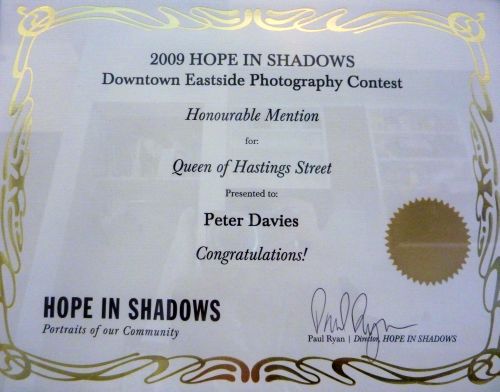 2009 HOPE IN SHADOWS
Downtown Eastside Photography Contest
Honourable Mention
for:
Queen of Hastings Street
Presented to:
Peter Davies
Congratulations!
HOPE IN SHADOWS
Portraits of our Community
Paul Ryan
Paul Ryan | Director, HOPE IN SHADOWS